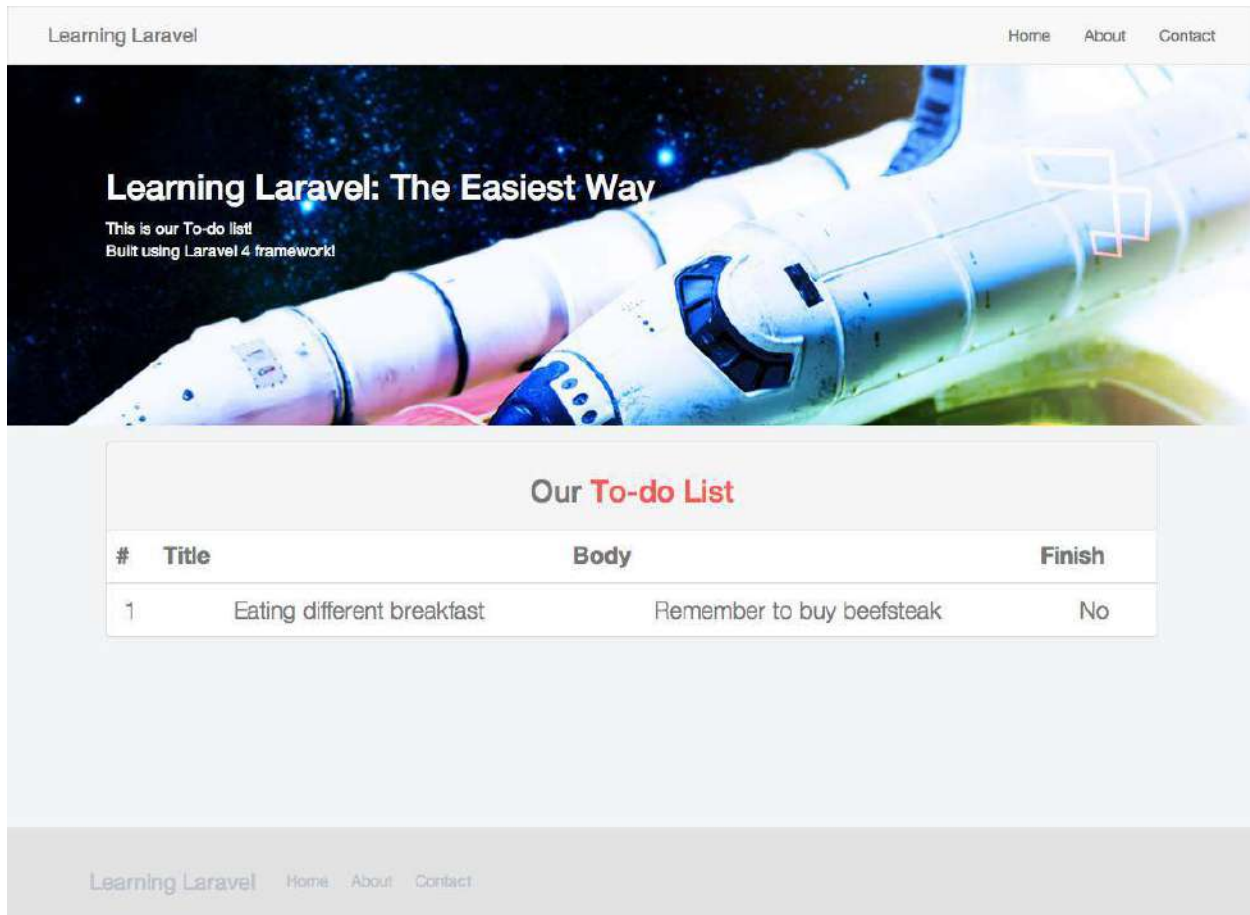 Learning Laravel Home About Contact
Learning Laravel: The Easiest Way
This is our To-do list!
Built using Laravel 4 framework!
Our To-do List
# Title Body Finish
1 Eating different breakfast Remember to buy beefsteak No
Learning Laravel Home About Contact